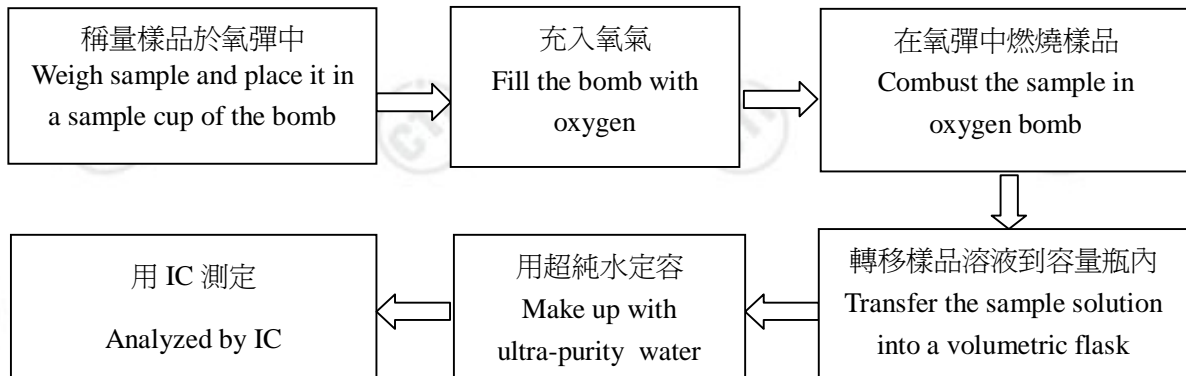 稱量樣品於氧彈中
Weigh sample and place it in
a sample cup of the bomb
充入氧氣
Fill the bomb with
oxygen
在氧彈中燃燒樣品
Combust the sample in
oxygen bomb
轉移樣品溶液到容量瓶內
Transfer the sample solution
into a volumetric flask
用超純水定容
Make up with
ultra-purity water
用 IC 測定
Analyzed by IC